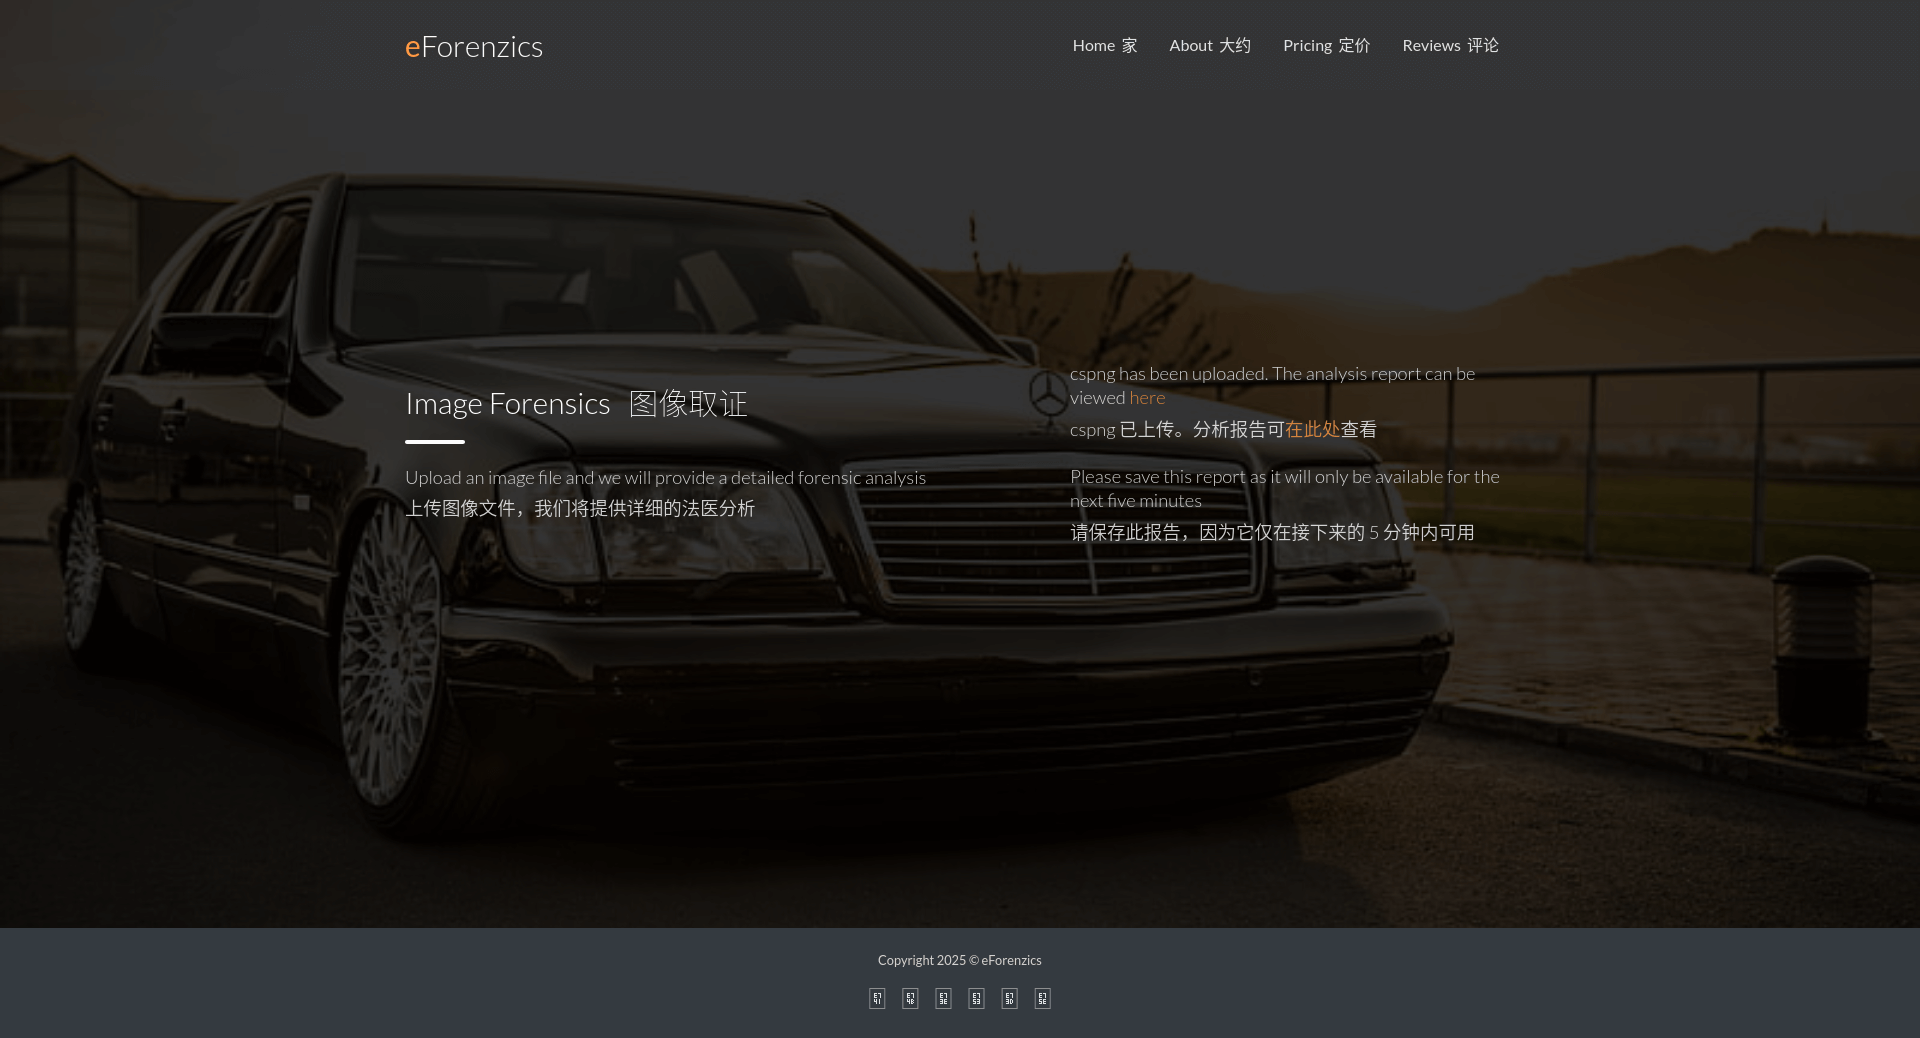 eForenzics
Home 家 About 大约 Pricing 定价 Reviews 评论
Image Forensics 图像取证
Upload an image file and we will provide a detailed forensic analysis
上传图像文件，我们将提供详细的法医分析
cspng has been uploaded. The analysis report can be
viewed here
cspng 已上传。分析报告可在此处查看
Please save this report as it will only be available for the
next five minutes
请保存此报告，因为它仅在接下来的 5 分钟内可用
Copyright 2025 © eForenzics